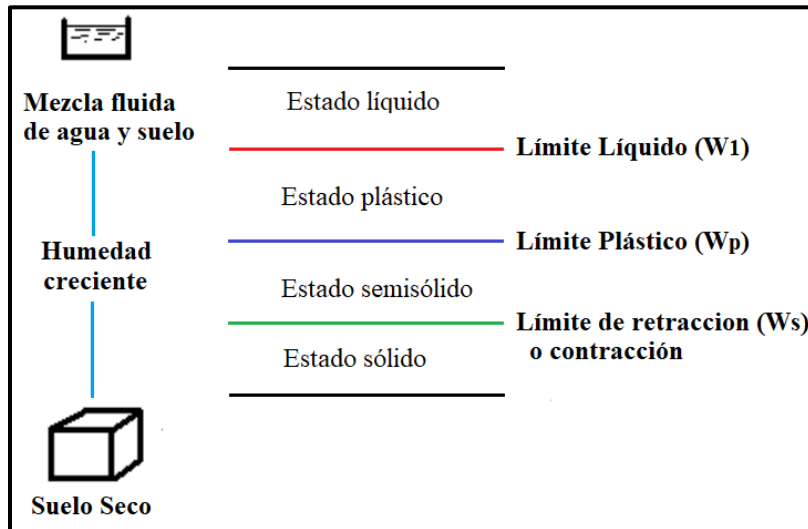 Mezcla fluida
de agua y suelo
Estado líquido
Límite Líquido (W1)
Estado plástico
Límite Plástico (Wp)
Humedad
creciente
Estado semisólido
Límite de retraccion (Ws)
o contracción
Estado sólido
Suelo Seco